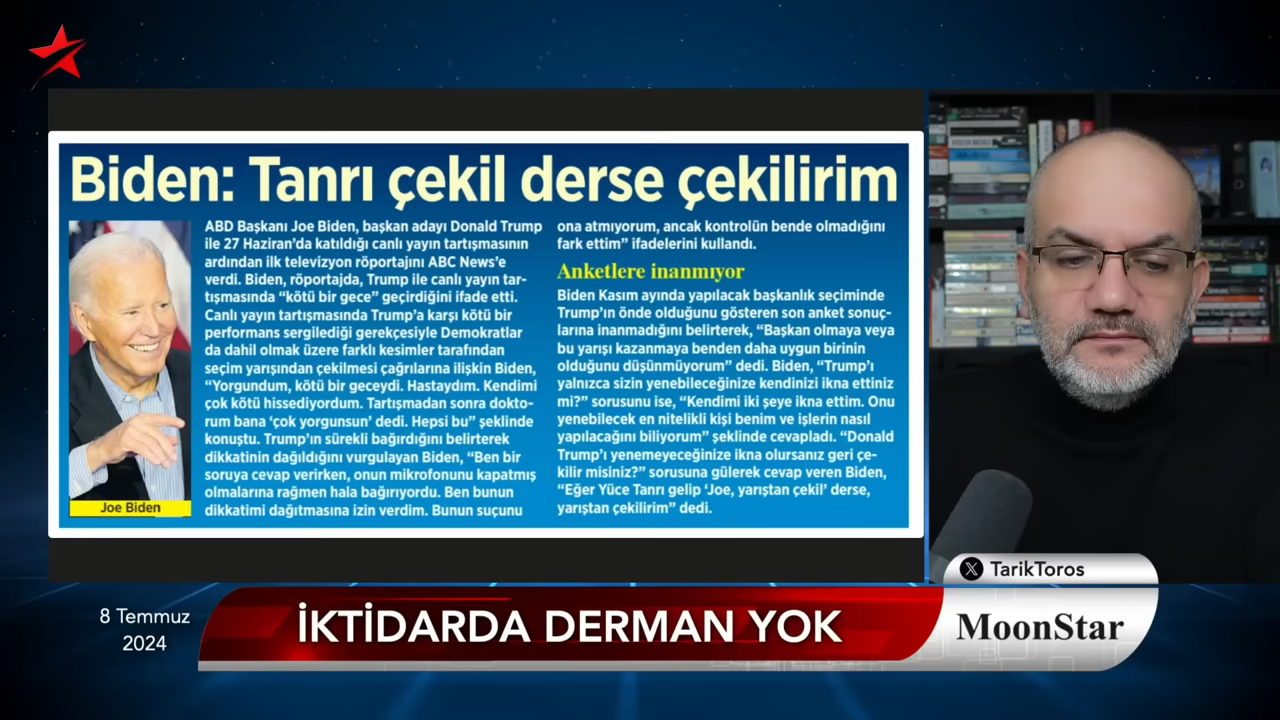 Biden: Tanrı çekil derse çekilirim
ABD Başkanı Joe Biden, başkan adayı Donald Trump
ile 27 Haziran’da katıldığı canlı yayın tartışmasının
ardından ilk televizyon röportajını ABC News’e
verdi. Biden, röportajda, Trump ile canlı yayın tar-
tışmasında “kötü bir gece” geçirdiğini ifade etti.
Canlı yayın tartışmasında Trump’a karşı kötü bir
performans sergilediği gerekçesiyle Demokratlar
da dahil olmak üzere farklı kesimler tarafından
seçim yarışından çekilmesi çağrılarına ilişkin Biden,
“Yorgundum, kötü bir geceydi. Hastaydım. Kendimi
çok kötü hissediyordum. Tartışmadan sonra dokto-
rum bana ‘çok yorgunsun’ dedi. Hepsi bu” şeklinde
konuştu. Trump’ın sürekli bağırdığını belirterek
dikkatinin dağıldığını vurgulayan Biden, “Ben bir
soruya cevap verirken, onun mikrofonunu kapatmış
olmalarına rağmen hala bağırıyordu. Ben bunun
dikkatimi dağıtmasına izin verdim. Bunun suçunu
Joe Biden
ona atmıyorum, ancak kontrolün bende olmadığını
fark ettim” ifadelerini kullandı.
Anketlere inanmıyor
Biden Kasım ayında yapılacak başkanlık seçiminde
Trump’ın önde olduğunu gösteren son anket sonuç-
larına inanmadığını belirterek, “Başkan olmaya veya
bu yarışı kazanmaya benden daha uygun birinin
olduğunu düşünmüyorum” dedi. Biden, “Trump’ı
yalnızca sizin yenebileceğinize kendinizi ikna ettiniz
mi?” sorusunu ise, “Kendimi iki şeye ikna ettim. Onu
yenebilecek en nitelikli kişi benim ve işlerin nasıl
yapılacağını biliyorum” şeklinde cevapladı. “Donald
Trump’ı yenemeyeceğinize ikna olursanız geri çe-
kilir misiniz?” sorusuna gülerek cevap veren Biden,
“Eğer Yüce Tanrı gelip ‘Joe, yarıştan çekil’ derse,
yarıştan çekilirim” dedi.
TarikToros
8 Temmuz
2024
İKTİDARDA DERMAN YOK
MoonStar